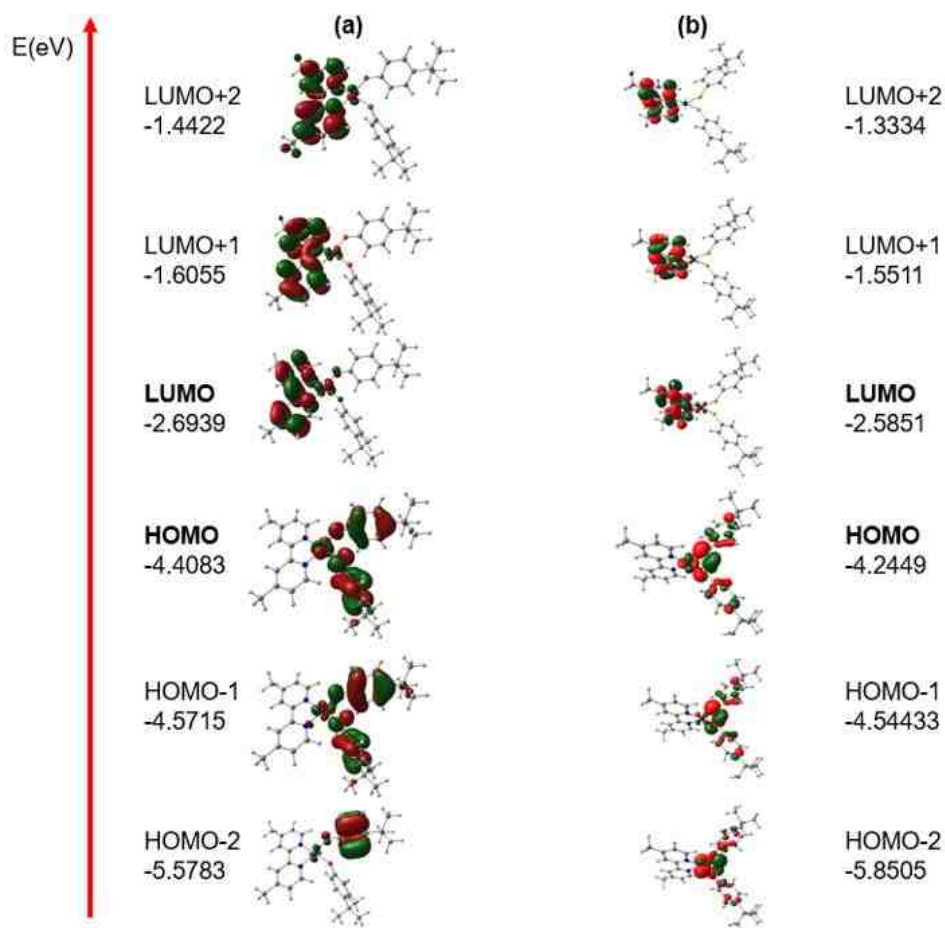 (a) (b)
E(eV)
LUMO+2 LUMO+2
-1.4422 -1.3334
LUMO+1 LUMO+1
-1.6055 -1.5511
LUMO LUMO
-2.6939 -2.5851
HOMO HOMO
-4.4083 -4.2449
HOMO-1 HOMO-1
-4.5715 -4.54433
HOMO-2 HOMO-2
-5.5783 -5.8505